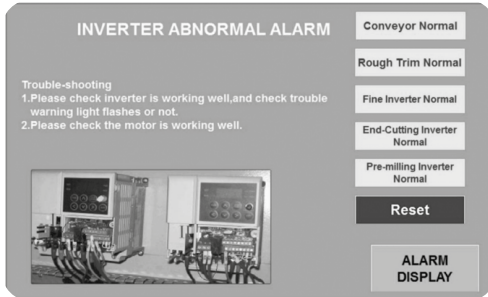 INVERTER ABNORMAL ALARM
Trouble-shooting
1.Please check inverter is working well,and check trouble
warning light flashes or not.
2.Please check the motor is working well.
Conveyor Normal
Rough Trim Normal
Fine Inverter Normal
End-Cutting Inverter
Normal
Pre-milling Inverter
Normal
Reset
ALARM
DISPLAY